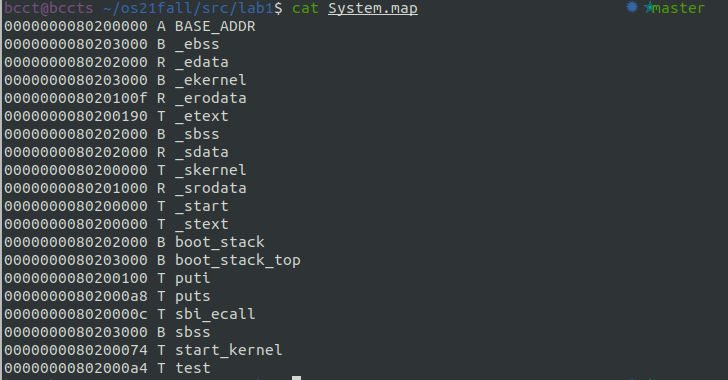 bcct@bccts ~/os21fall/src/lab1$ cat System.map master
0000000080200000 A BASE_ADDR
0000000080203000 B _ebss
0000000080202000 R _edata
0000000080203000 B _ekernel
000000008020100f R _erodata
0000000080200190 T _etext
0000000080202000 B _sbss
0000000080202000 R _sdata
0000000080200000 T _skernel
0000000080201000 R _srodata
0000000080200000 T _start
0000000080200000 T _stext
0000000080202000 B boot_stack
0000000080203000 B boot_stack_top
0000000080200100 T puti
00000000802000a8 T puts
000000008020000c T sbi_ecall
0000000080203000 B sbss
0000000080200074 T start_kernel
00000000802000a4 T test